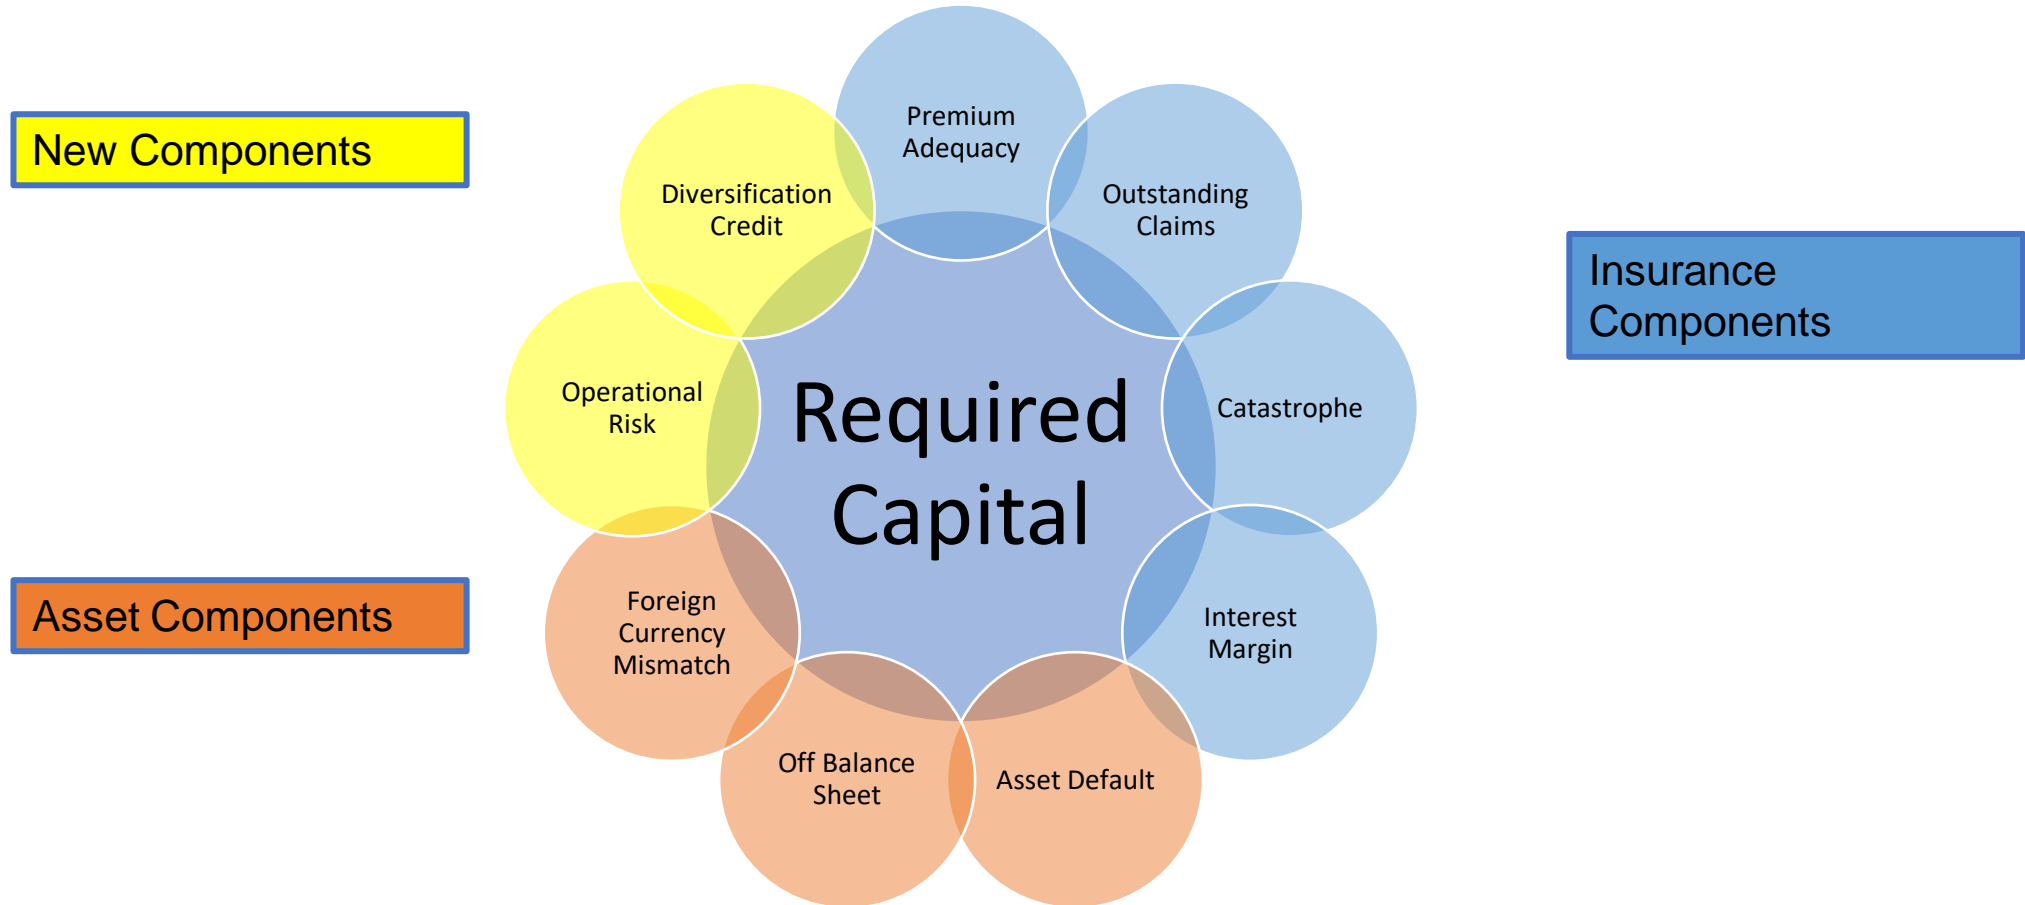 New Components
Insurance
Components
Asset Components
Required
Capital
Premium
Adequacy
Outstanding
Claims
Catastrophe
Interest
Margin
Asset Default
Off Balance
Sheet
Foreign
Currency
Mismatch
Operational
Risk
Diversification
Credit